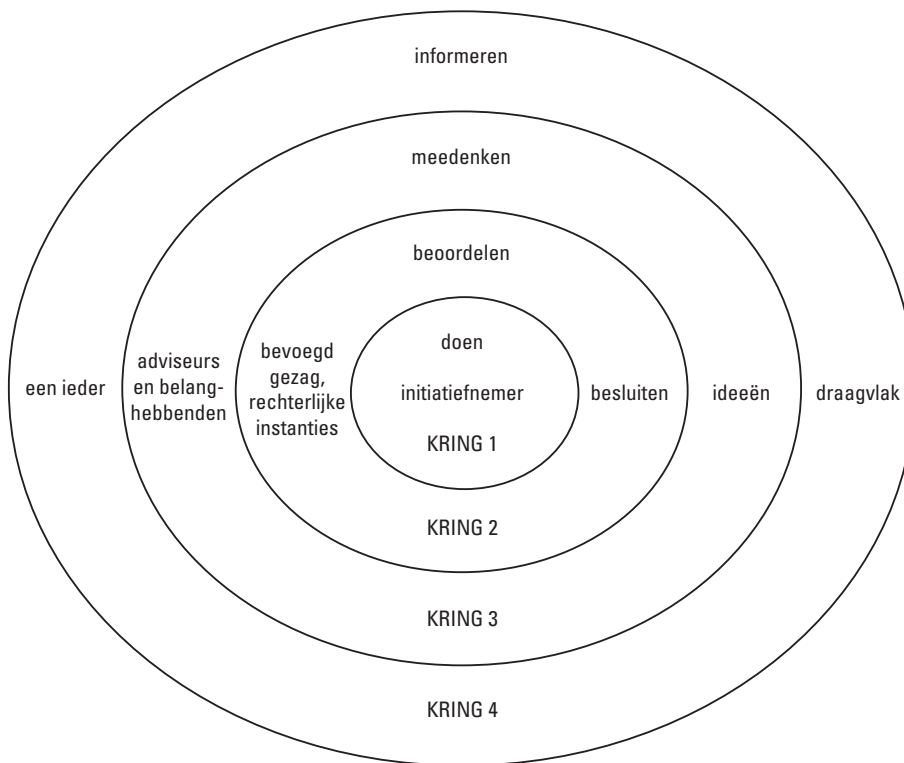 informeren
meedenken
beoordelen
doen
een ieder
adviseurs
en belang-
hebbenden
bevoegd
gezag,
rechterlijke
instanties
initiatiefnemer
besluiten
ideeën
draagvlak
KRING 1
KRING 2
KRING 3
KRING 4